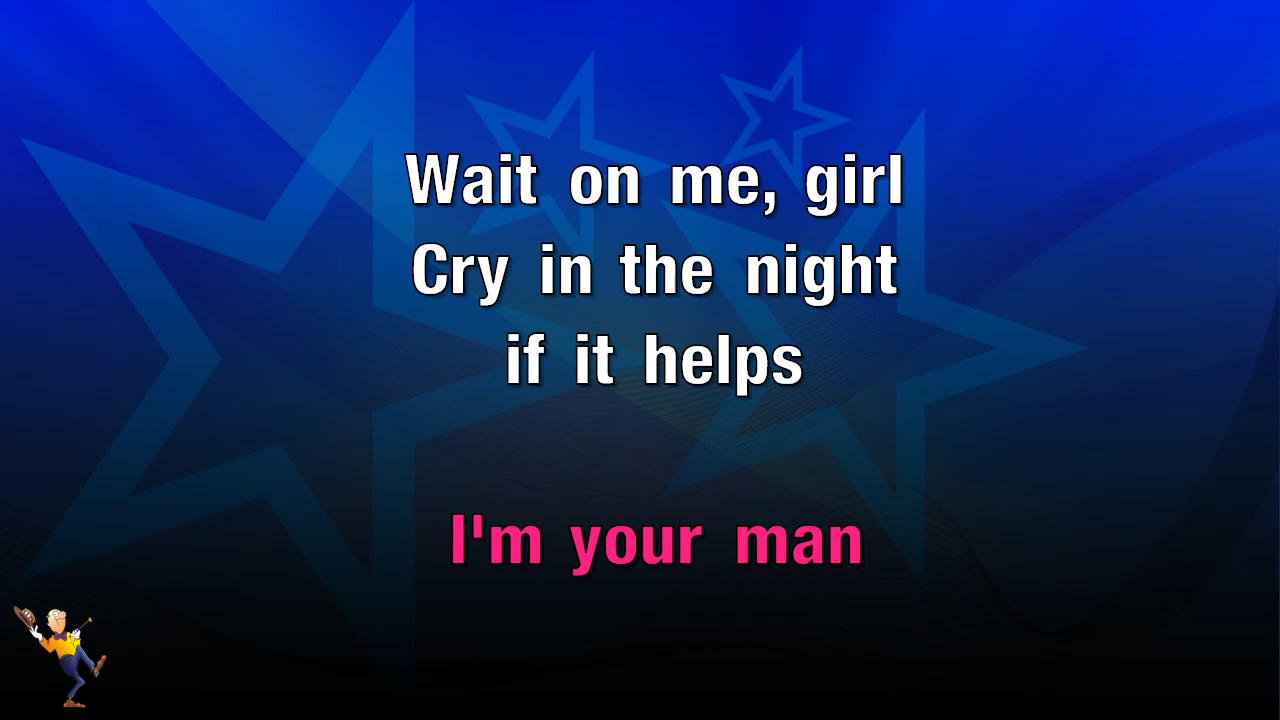 Wait on me, girl
Cry in the night
if it helps
I'm your man